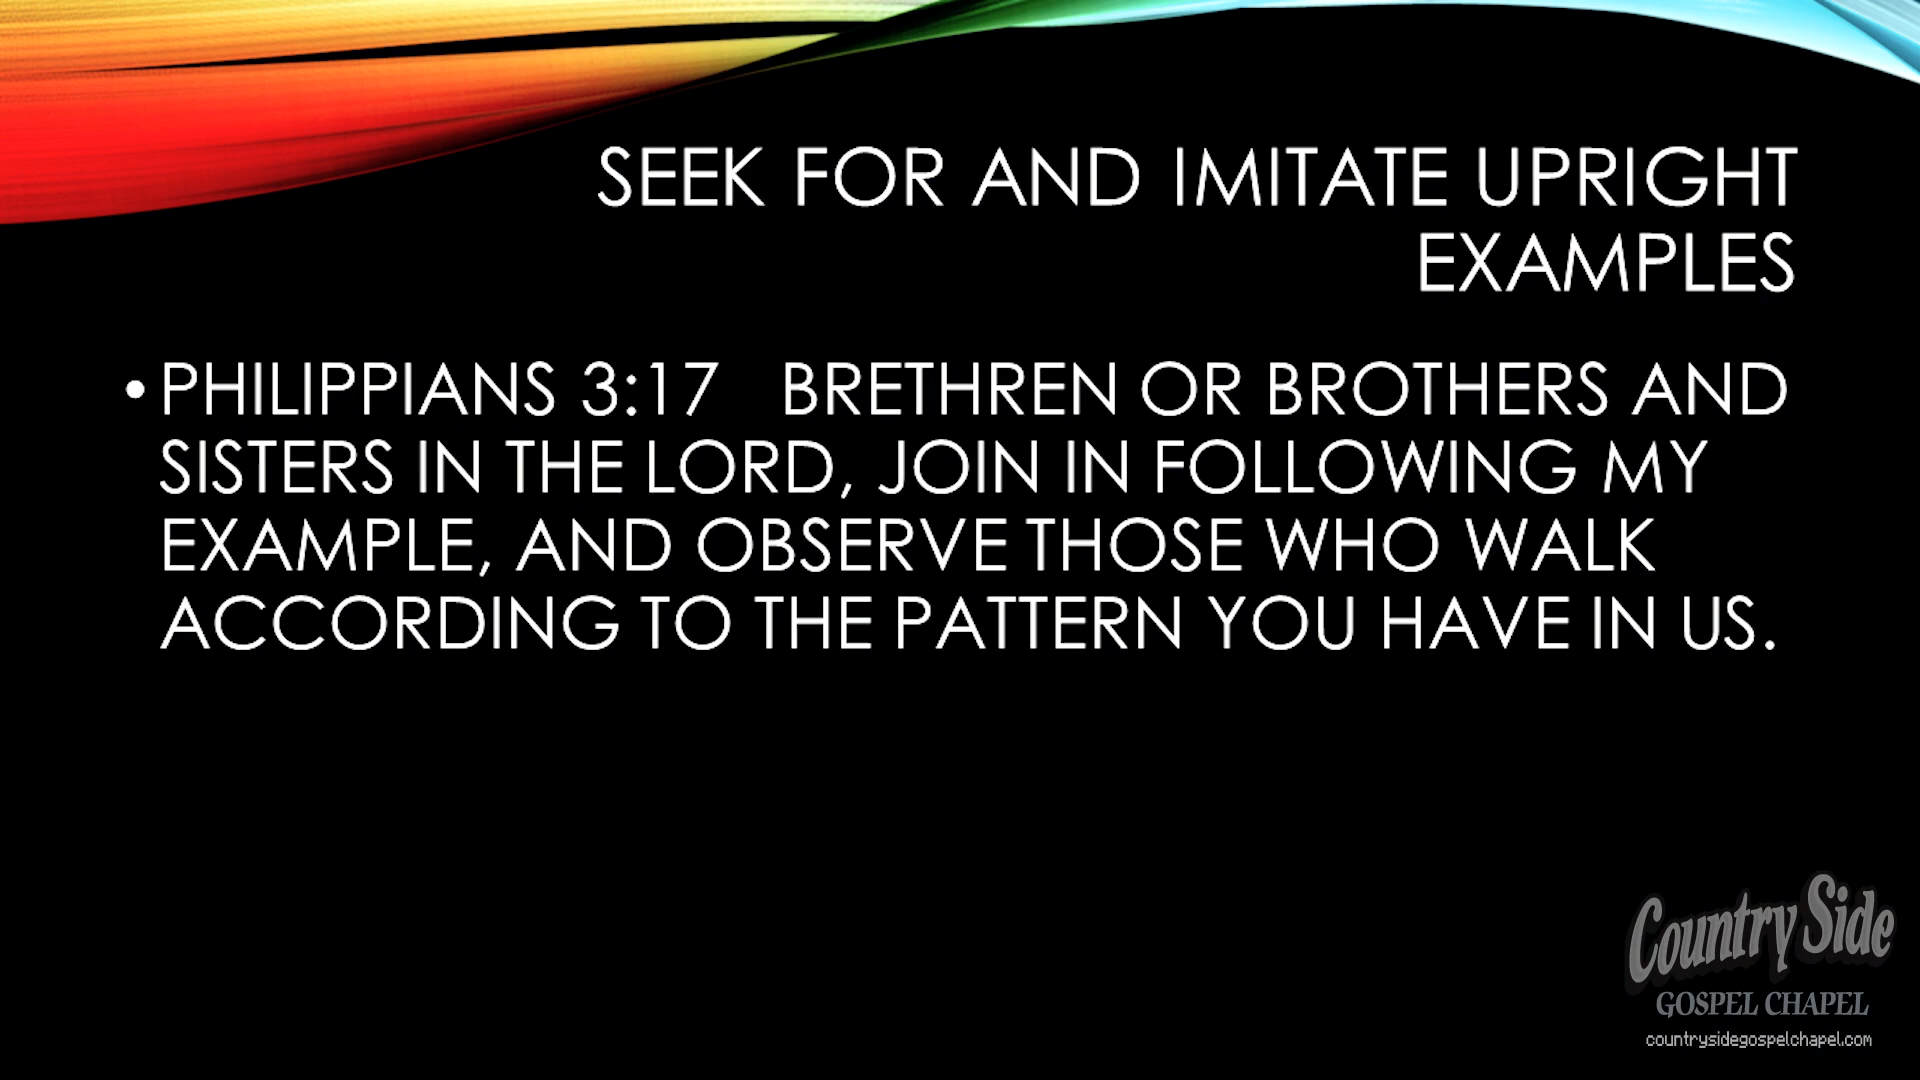 SEEK FOR AND IMITATE UPRIGHT
EXAMPLES
• PHILIPPIANS 3:17 BRETHREN OR BROTHERS AND
SISTERS IN THE LORD, JOIN IN FOLLOWING MY
EXAMPLE, AND OBSERVE THOSE WHO WALK
ACCORDING TO THE PATTERN YOU HAVE IN US.
Country Side
GOSPEL CHAPEL
countrysidegospelchapel.com